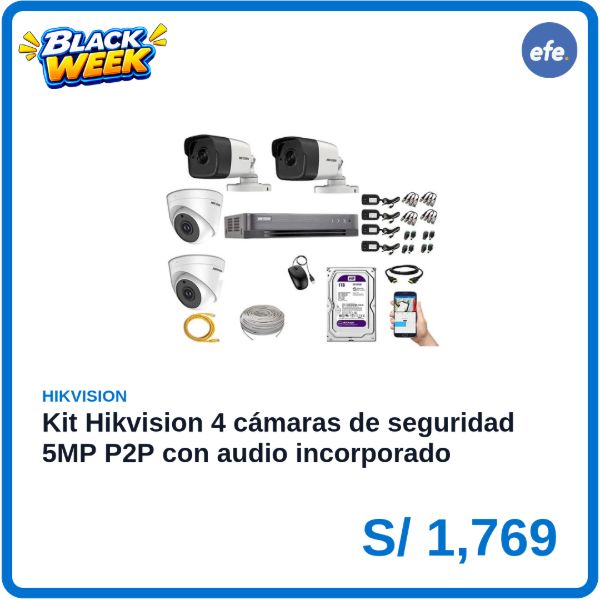 BLACK
WEEK
efe.
HIKVISION
Kit Hikvision 4 cámaras de seguridad
5MP P2P con audio incorporado
S/ 1,769